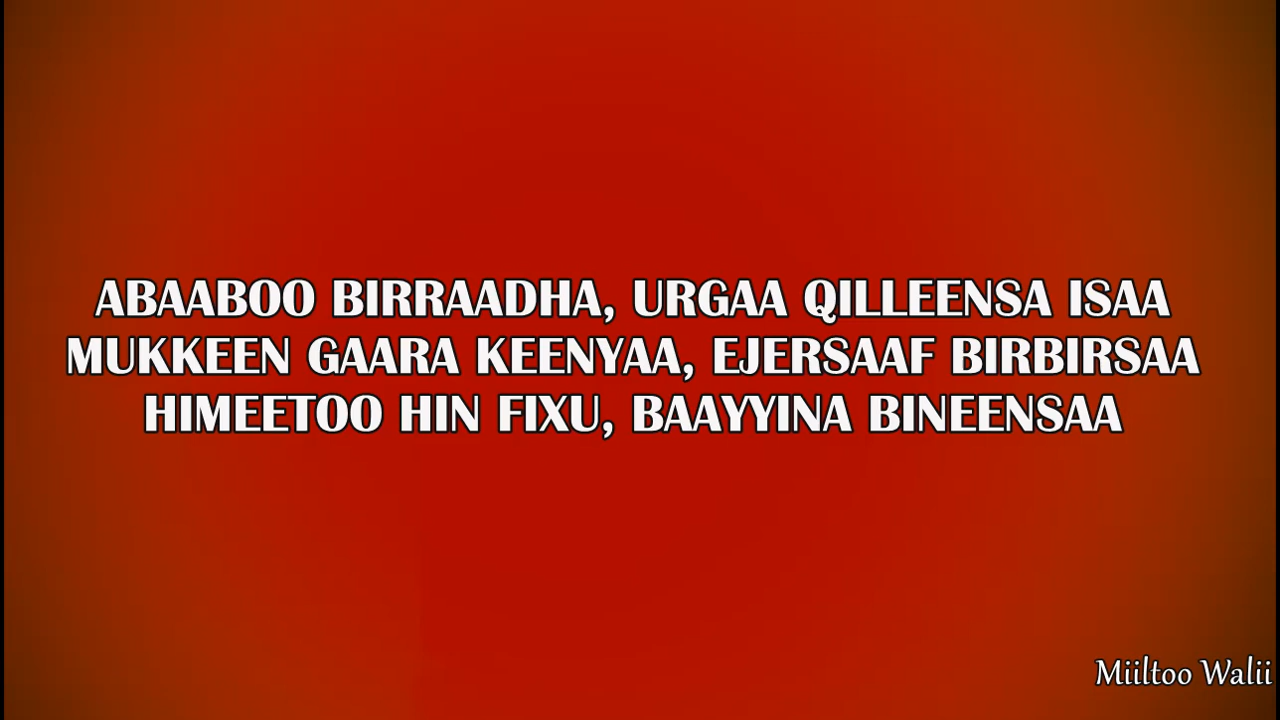 ABAABOO BIRRAADHA, URGAA QILLEENSA ISAA
MUKKEEN GAARA KEENYAA, EJERSAAF BIRBIRSAA
HIMEETOO HIN FIXU, BAAYYINA BINEENSAA
Miiltoo Walii